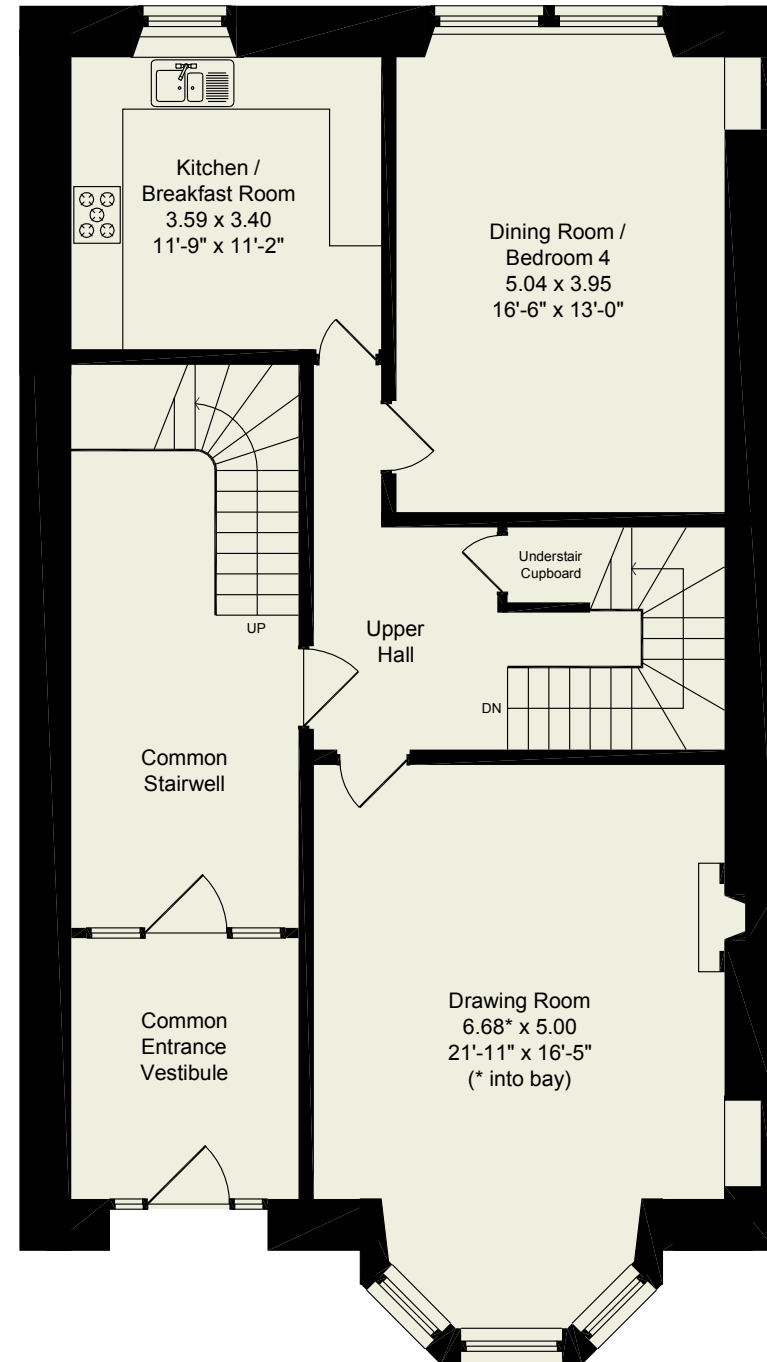 Kitchen /
Breakfast Room
3.59 x 3.40
11'-9" x 11'-2"
Dining Room /
Bedroom 4
5.04 x 3.95
16'-6" x 13'-0"
Understair
Cupboard
UP
Upper
Hall
DN
Common
Stairwell
Drawing Room
6.68* x 5.00
21'-11" x 16'-5"
(* into bay)
Common
Entrance
Vestibule